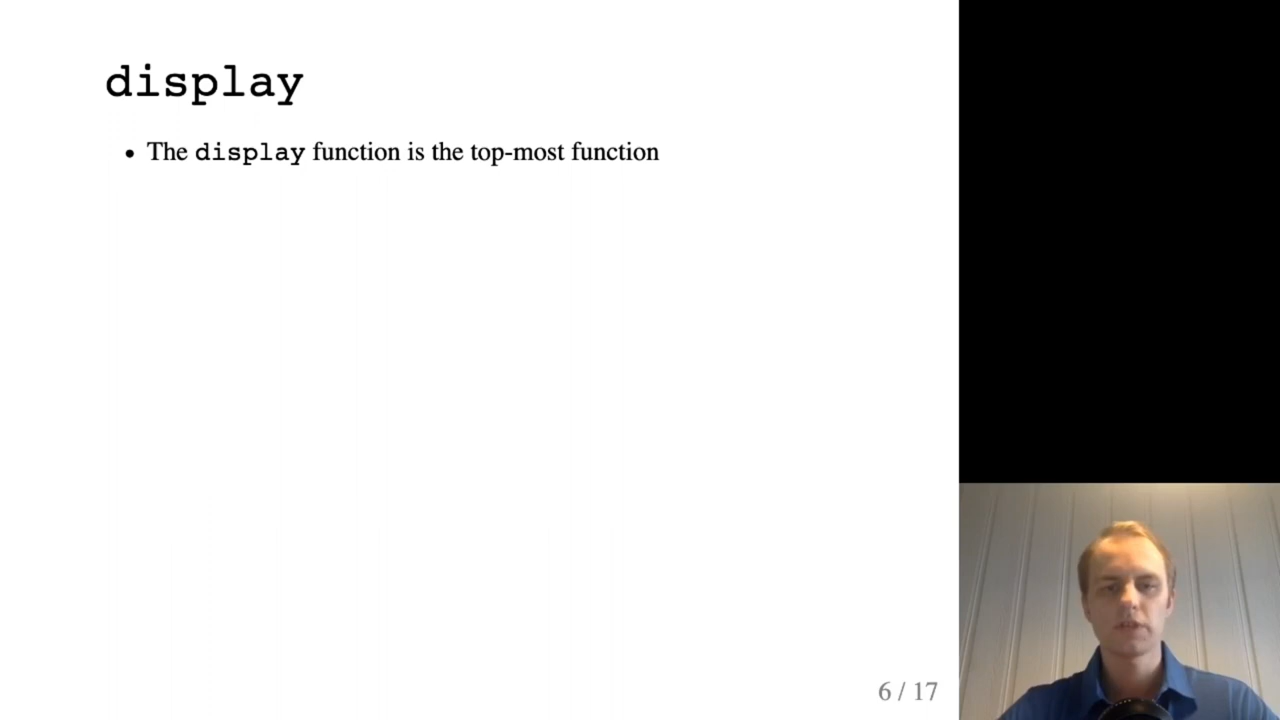 display
• The display function is the top-most function
6 / 17